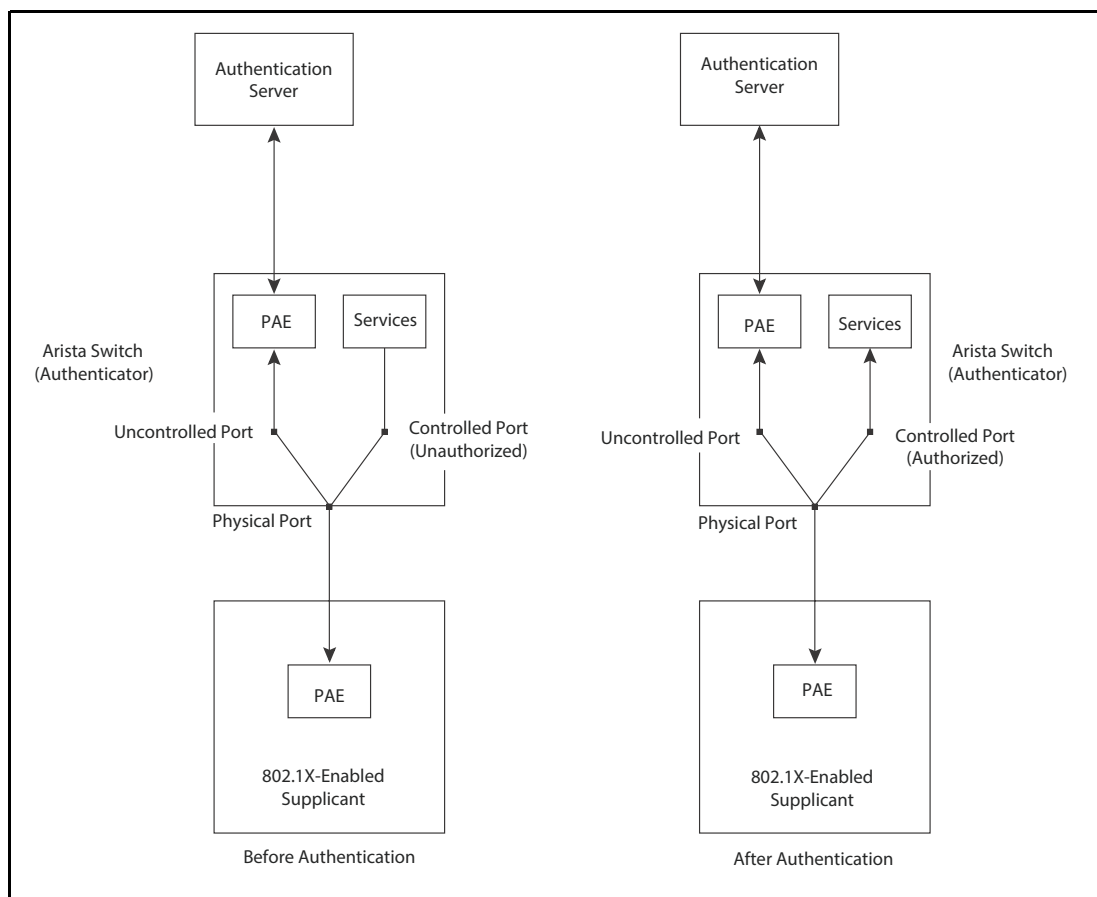 Authentication
Server
PAE
Services
Arista Switch
(Authenticator)
Uncontrolled Port
Controlled Port
(Unauthorized)
Physical Port
PAE
802.1X-Enabled
Supplicant
Before Authentication
Authentication
Server
PAE
Services
Arista Switch
(Authenticator)
Uncontrolled Port
Controlled Port
(Authorized)
Physical Port
PAE
802.1X-Enabled
Supplicant
After Authentication